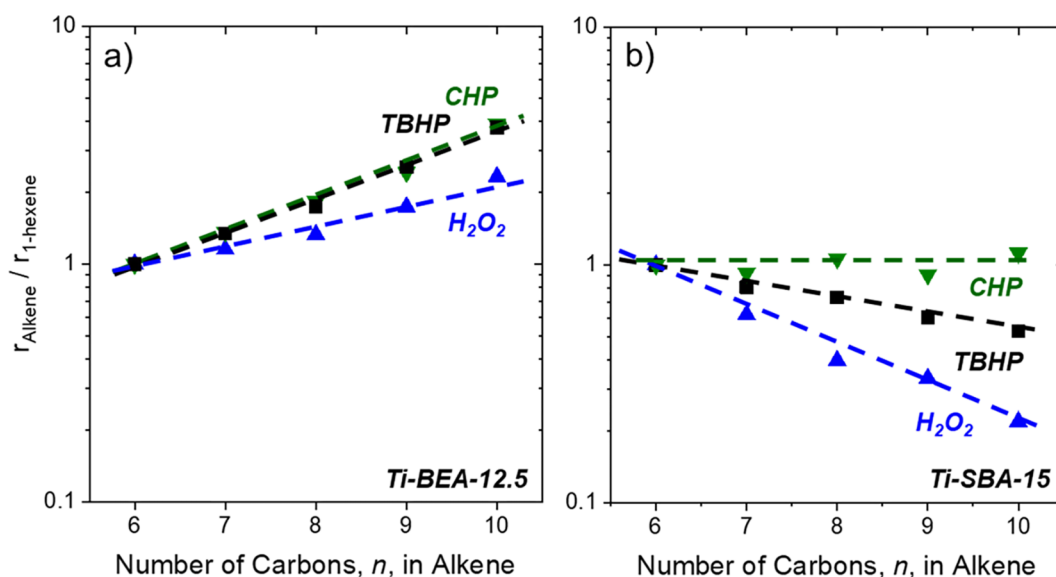 a)
b)
r_Alkene / r_1-hexene
10
1
0.1
CHP
TBHP
H₂O₂
Ti-BEA-12.5
6 7 8 9 10
Number of Carbons, n, in Alkene
10
1
0.1
CHP
TBHP
H₂O₂
Ti-SBA-15
6 7 8 9 10
Number of Carbons, n, in Alkene